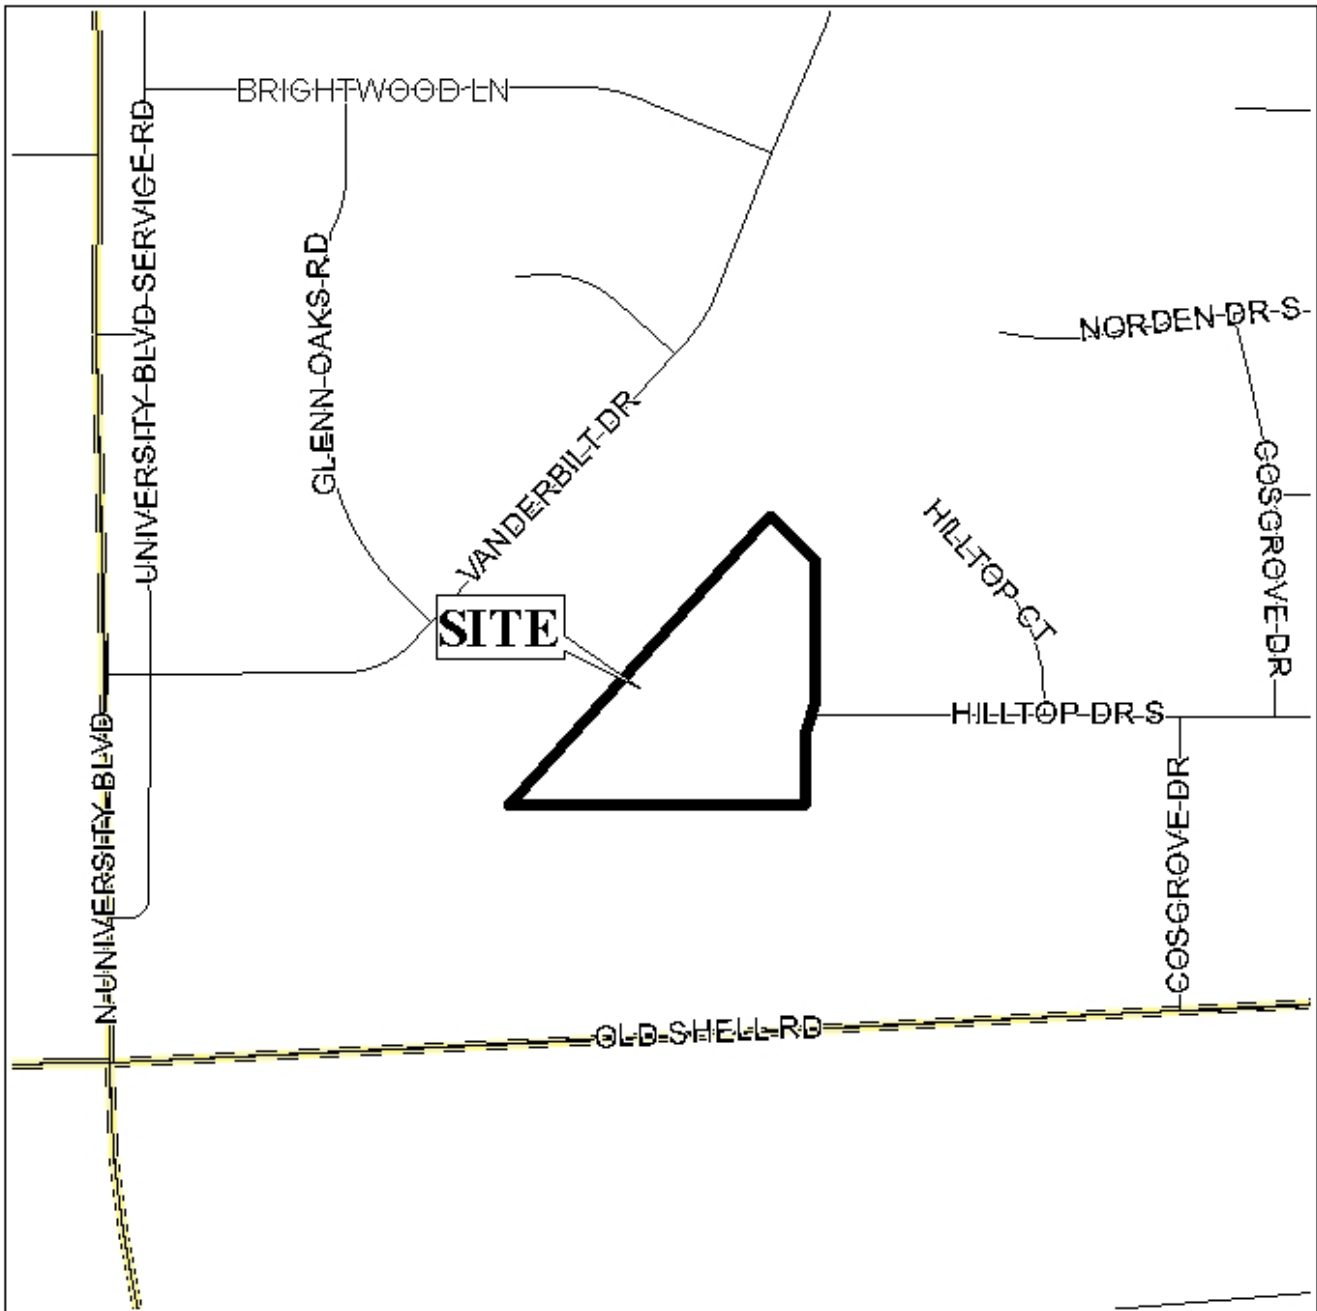 BRIGHTWOOD LN
UNIVERSITY BLVD SERVICE RD
GLENN OAKS RD
NORDEN DR S
VANDERBILT DR
COSGROVE DR
HILLTOP CT
SITE
HILLTOP DR S
N UNIVERSITY BLVD
COSGROVE DR
OLD SHELL RD